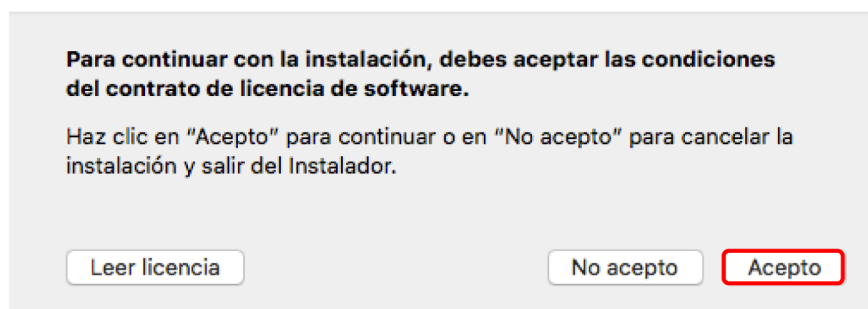 Para continuar con la instalación, debes aceptar las condiciones
del contrato de licencia de software.
Haz clic en "Acepto" para continuar o en "No acepto" para cancelar la
instalación y salir del Instalador.
Leer licencia No acepto Acepto